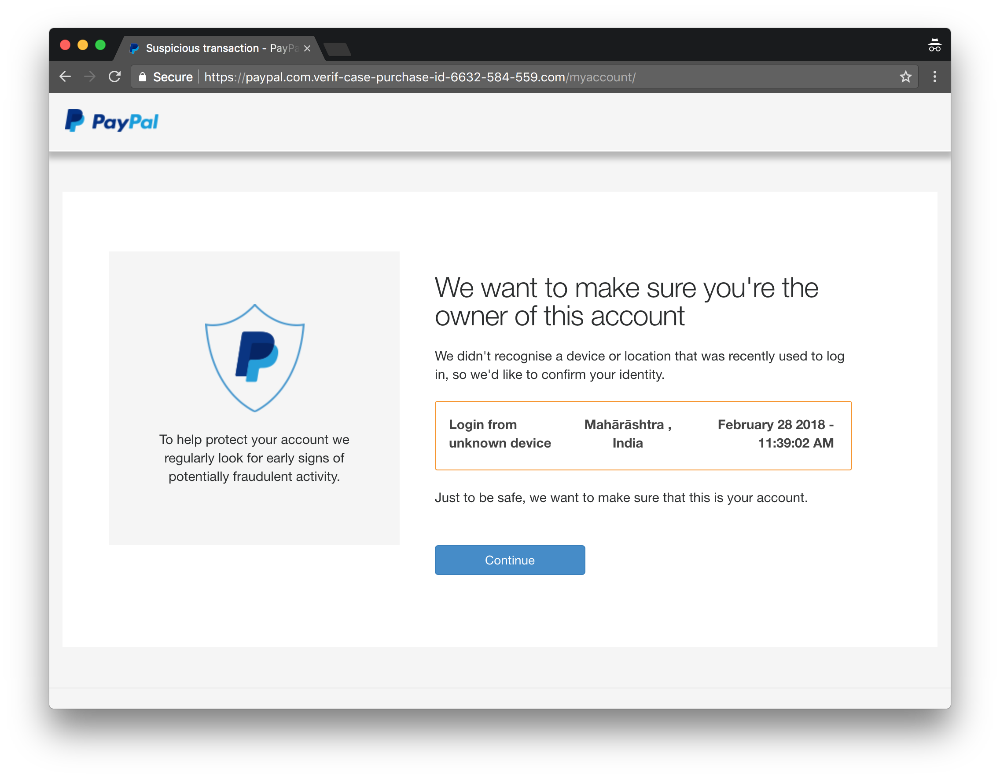 Suspicious transaction - PayPa
Secure https://paypal.com.verif-case-purchase-id-6632-584-559.com/myaccount/
PayPal
To help protect your account we
regularly look for early signs of
potentially fraudulent activity.
We want to make sure you're the
owner of this account
We didn't recognise a device or location that was recently used to log
in, so we'd like to confirm your identity.
Login from
unknown device
Mahārāshtra ,
India
February 28 2018 -
11:39:02 AM
Just to be safe, we want to make sure that this is your account.
Continue